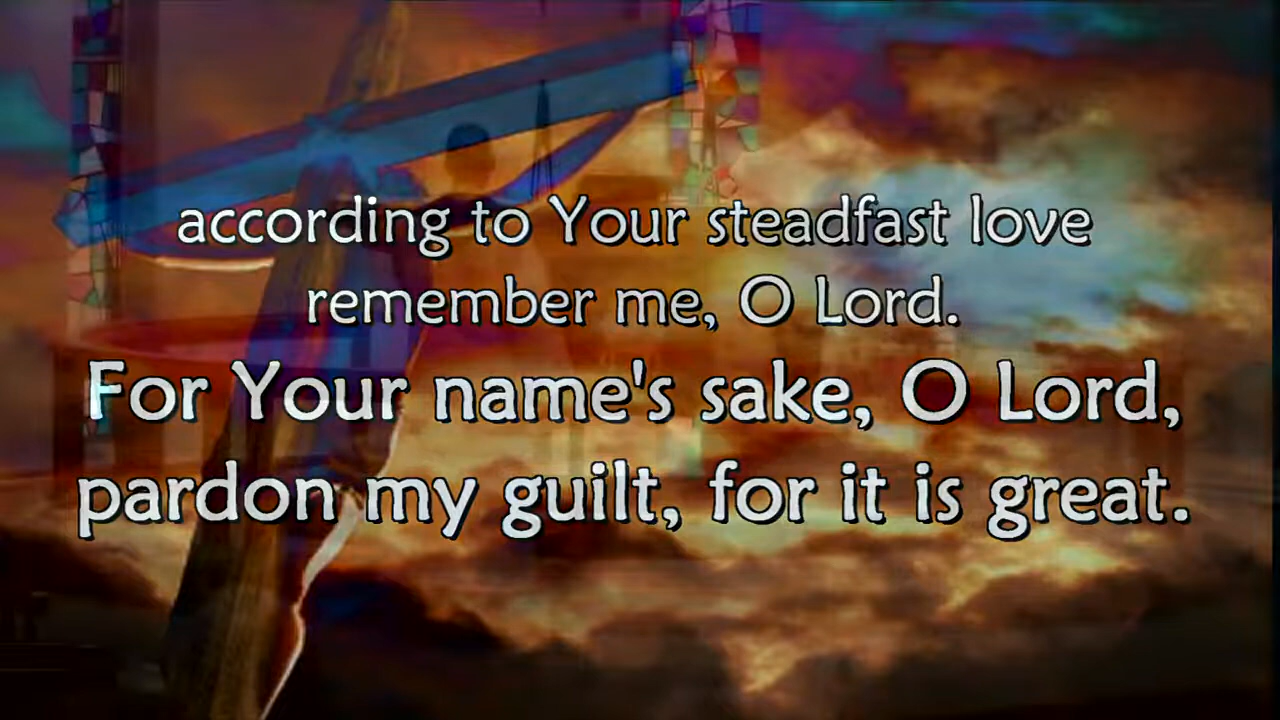 according to Your steadfast love
remember me, O Lord.
For Your name's sake, O Lord,
pardon my guilt, for it is great.